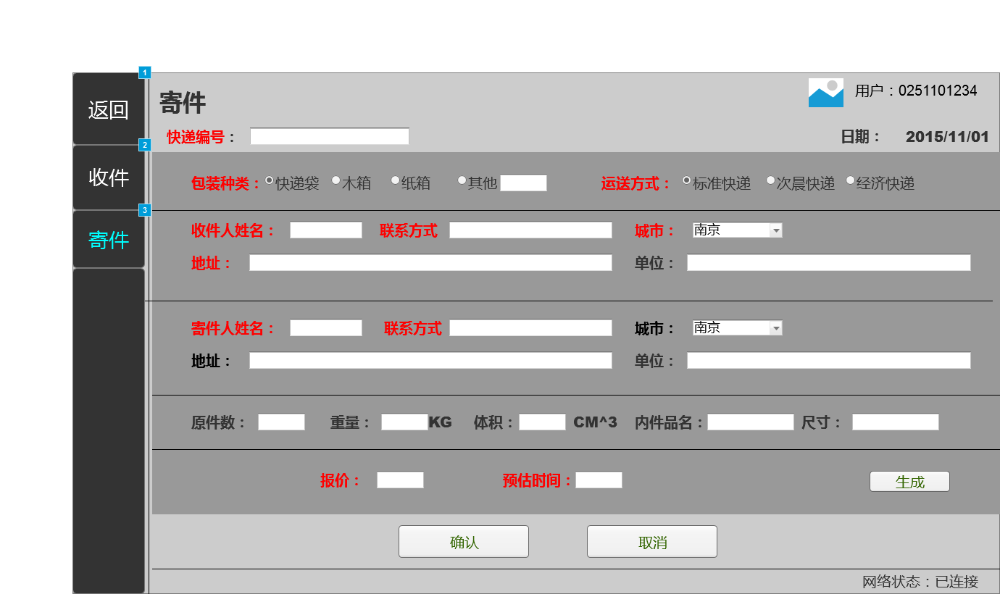 1
返回
寄件
用户：0251101234
快递编号：
日期： 2015/11/01
2
收件
包装种类： 快递袋 木箱 纸箱 其他 运送方式： 标准快递 次晨快递 经济快递
3
寄件
收件人姓名： 联系方式 城市： 南京
地址： 单位：
寄件人姓名： 联系方式 城市： 南京
地址： 单位：
原件数： 重量： KG 体积： CM^3 内件品名： 尺寸：
报价： 预估时间： 生成
确认 取消
网络状态：已连接